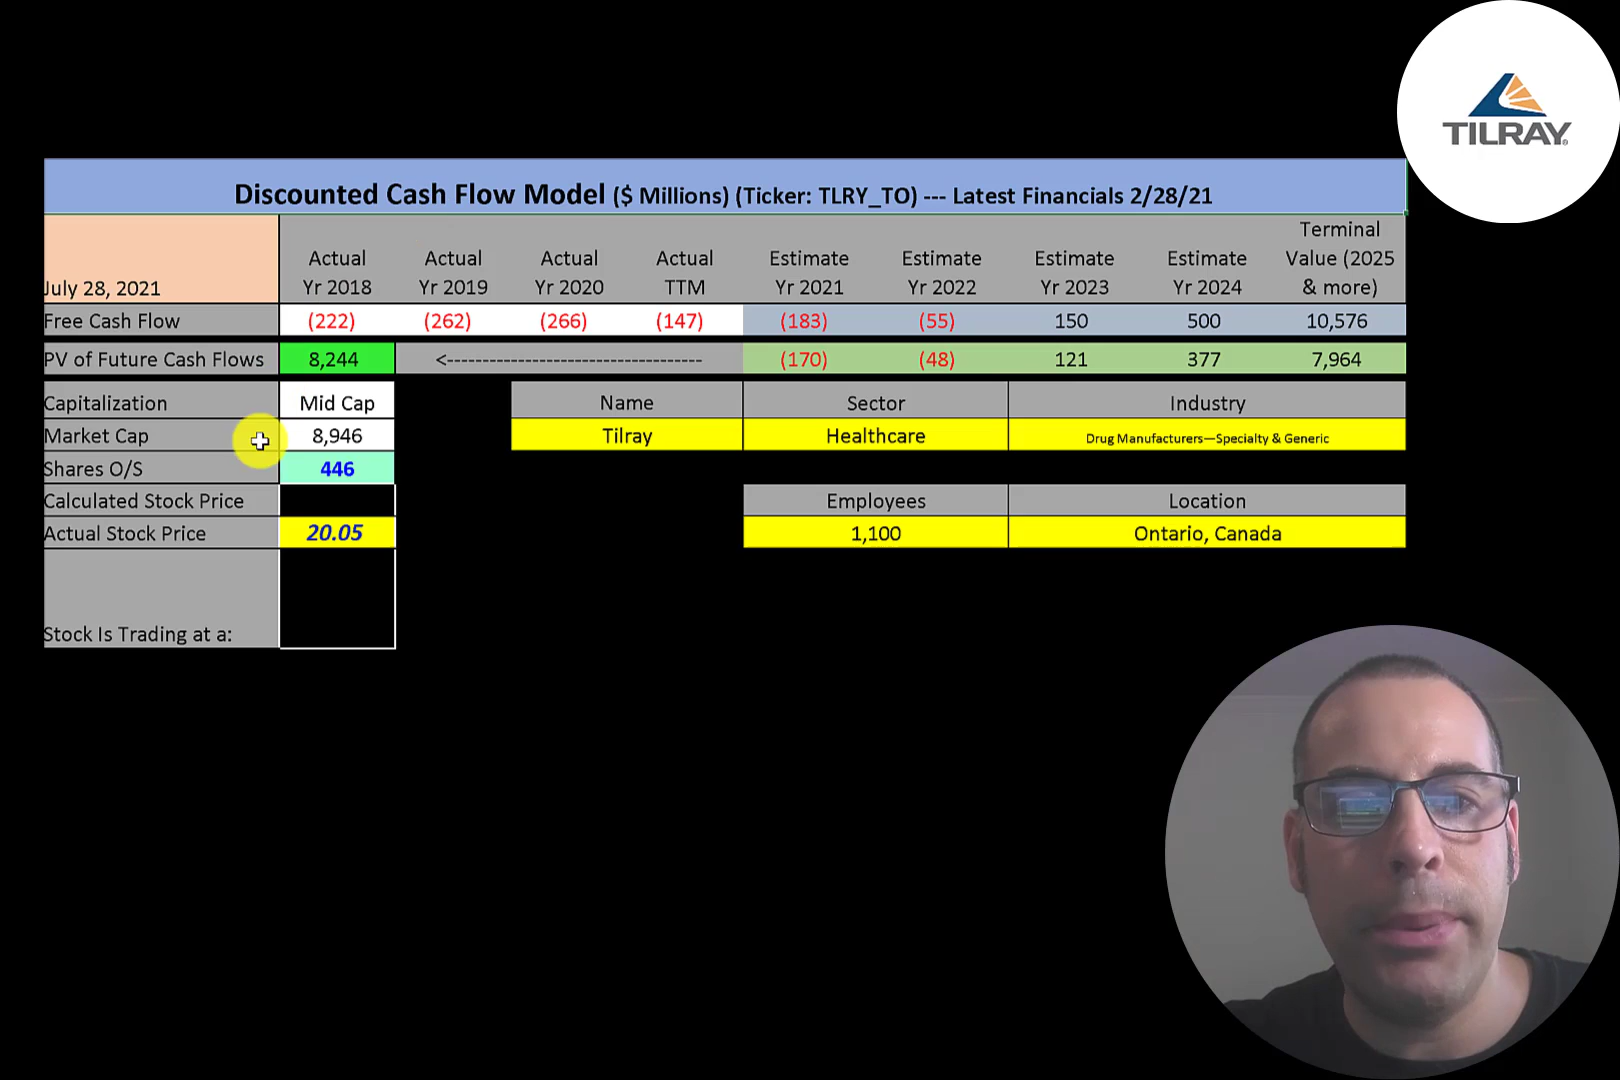 TILRAY
Discounted Cash Flow Model ($ Millions) (Ticker: TLRY_TO) --- Latest Financials 2/28/21
July 28, 2021 Actual Yr 2018 Actual Yr 2019 Actual Yr 2020 Actual TTM Estimate Yr 2021 Estimate Yr 2022 Estimate Yr 2023 Estimate Yr 2024 Terminal Value (2025 & more)
Free Cash Flow (222) (262) (266) (147) (183) (55) 150 500 10,576
PV of Future Cash Flows 8,244 <------------------------------------ (170) (48) 121 377 7,964
Capitalization Mid Cap Name Sector Industry
Market Cap 8,946 Tilray Healthcare Drug Manufacturers—Specialty & Generic
Shares O/S 446
Calculated Stock Price Employees Location
Actual Stock Price 20.05 1,100 Ontario, Canada
Stock Is Trading at a: